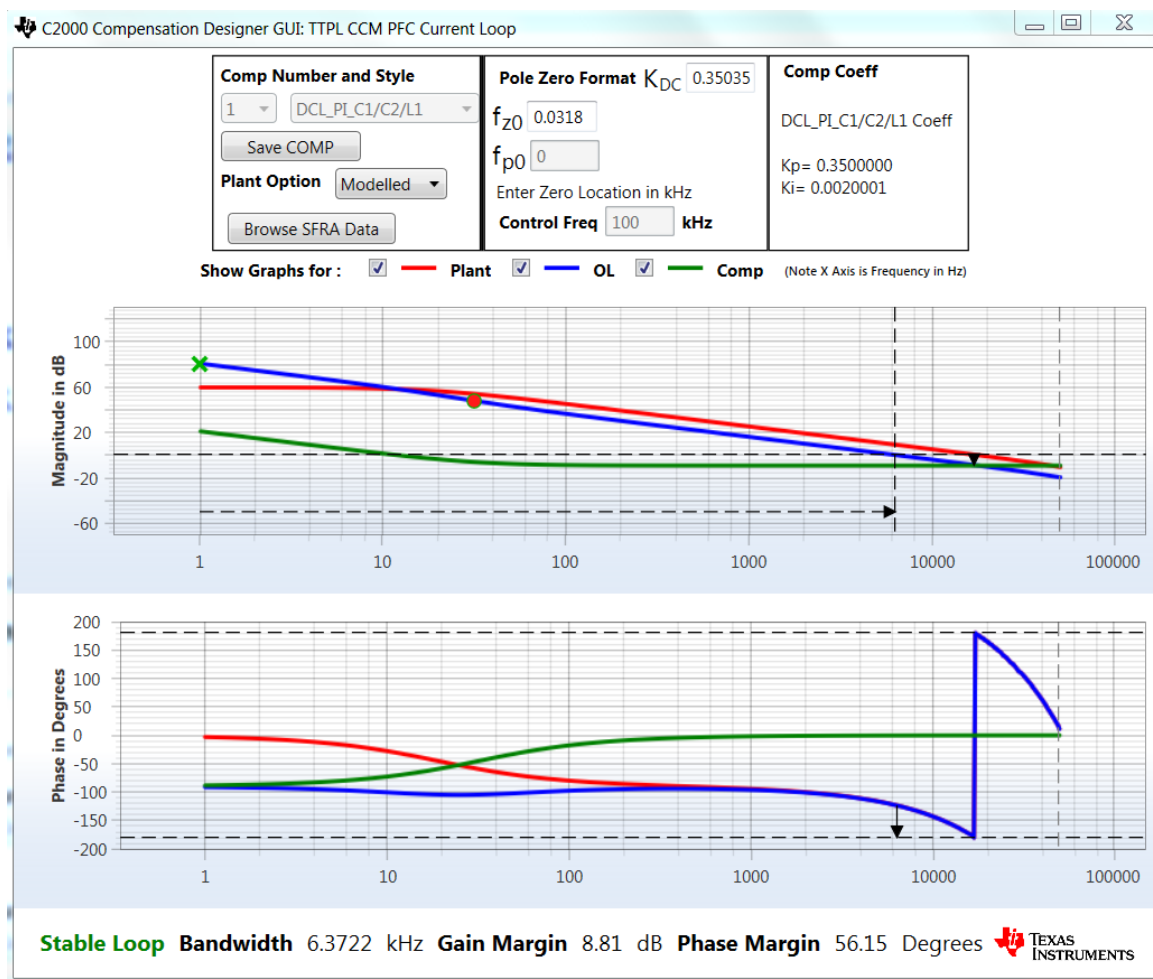 C2000 Compensation Designer GUI: TTPL CCM PFC Current Loop
Comp Number and Style
1 DCL_PI_C1/C2/L1
Save COMP
Plant Option Modelled
Browse SFRA Data
Pole Zero Format KDC 0.35035
fz0 0.0318
fp0 0
Enter Zero Location in kHz
Control Freq 100 kHz
Comp Coeff
DCL_PI_C1/C2/L1 Coeff
Kp= 0.3500000
Ki= 0.0020001
Show Graphs for : Plant OL Comp (Note X Axis is Frequency in Hz)
Magnitude in dB
100
60
20
-20
-60
1 10 100 1000 10000 100000
Phase in Degrees
200
150
100
50
0
-50
-100
-150
-200
1 10 100 1000 10000 100000
Stable Loop Bandwidth 6.3722 kHz Gain Margin 8.81 dB Phase Margin 56.15 Degrees
TEXAS
INSTRUMENTS